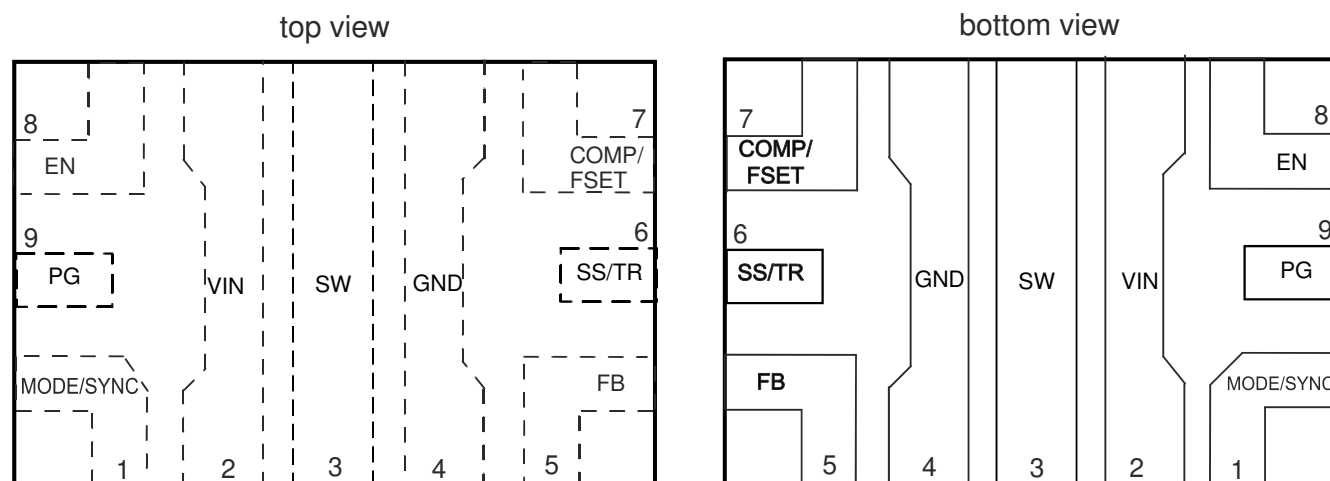 top view
8
7
EN
COMP/
FSET
9
6
PG
SS/TR
VIN
SW
GND
MODE/SYNC
FB
1
2
3
4
5
bottom view
7
8
COMP/
FSET
EN
6
9
SS/TR
PG
GND
SW
VIN
FB
MODE/SYNC
5
4
3
2
1